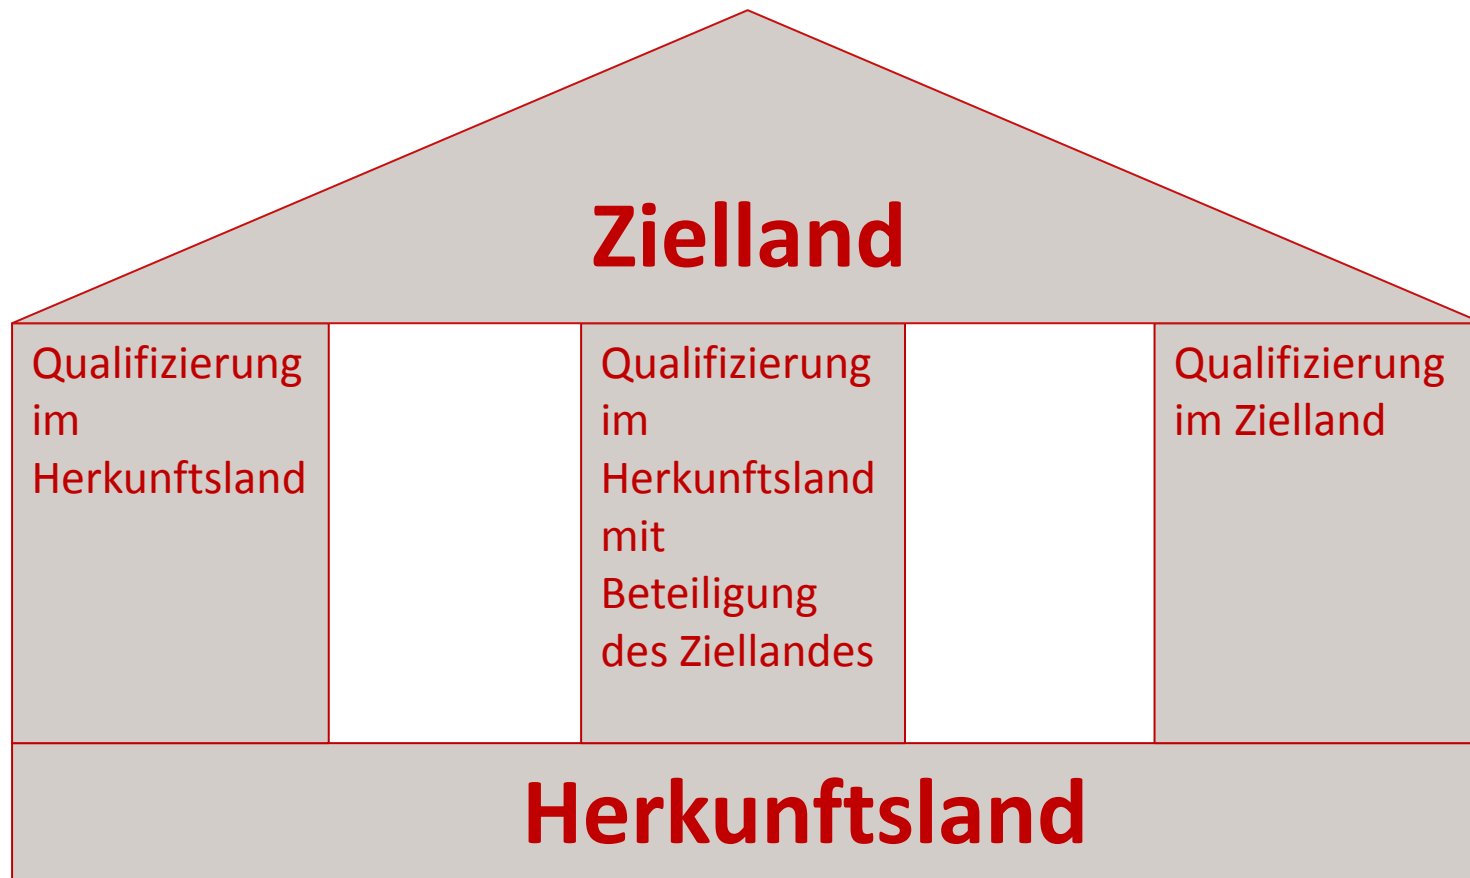 Zielland
Qualifizierung
im
Herkunftsland
Qualifizierung
im
Herkunftsland
mit
Beteiligung
des Ziellandes
Qualifizierung
im Zielland
Herkunftsland